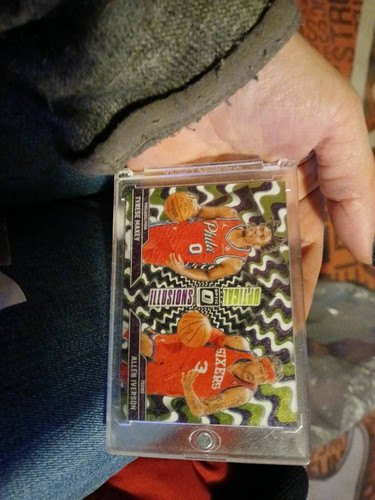 TYRESE MAXEY
Phila
0
OPTICAL
ILLUSIONS
SIXERS
3
ALLEN IVERSON